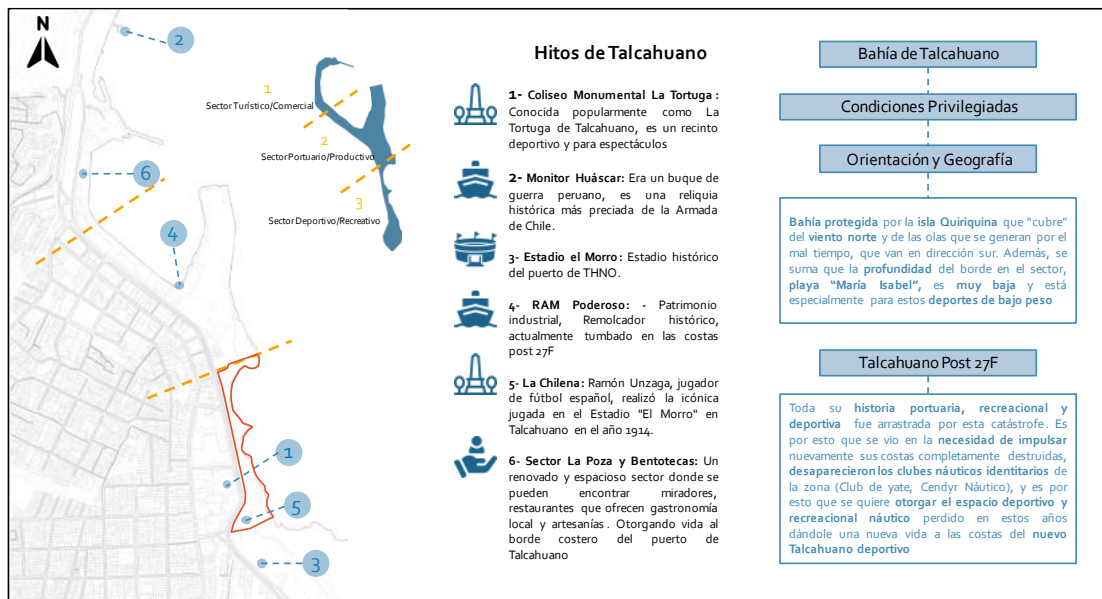 N
2
6
4
1
5
3
1
Sector Turístico/Comercial
2
Sector Portuario/Productivo
3
Sector Deportivo/Recreativo
Hitos de Talcahuano
1- Coliseo Monumental La Tortuga :
Conocida popularmente como La
Tortuga de Talcahuano, es un recinto
deportivo y para espectáculos
2- Monitor Huáscar: Era un buque de
guerra peruano, es una reliquia
histórica más preciada de la Armada
de Chile.
3- Estadio el Morro: Estadio histórico
del puerto de THNO.
4- RAM Poderoso: - Patrimonio
industrial, Remolcador histórico,
actualmente tumbado en las costas
post 27F
5- La Chilena: Ramón Unzaga, jugador
de fútbol español, realizó la icónica
jugada en el Estadio "El Morro" en
Talcahuano en el año 1914.
6- Sector La Poza y Bentotecas: Un
renovado y espacioso sector donde se
pueden encontrar miradores,
restaurantes que ofrecen gastronomía
local y artesanías. Otorgando vida al
borde costero del puerto de
Talcahuano
Bahía de Talcahuano
Condiciones Privilegiadas
Orientación y Geografía
Bahía protegida por la isla Quiriquina que "cubre"
del viento norte y de las olas que se generan por el
mal tiempo, que van en dirección sur. Además, se
suma que la profundidad del borde en el sector,
playa "María Isabel", es muy baja y está
especialmente para estos deportes de bajo peso
Talcahuano Post 27F
Toda su historia portuaria, recreacional y
deportiva fue arrastrada por esta catástrofe. Es
por esto que se vio en la necesidad de impulsar
nuevamente sus costas completamente destruidas,
desaparecieron los clubes náuticos identitarios de
la zona (Club de yate, Cendyr Náutico), y es por
esto que se quiere otorgar el espacio deportivo y
recreacional náutico perdido en estos años
dándole una nueva vida a las costas del nuevo
Talcahuano deportivo